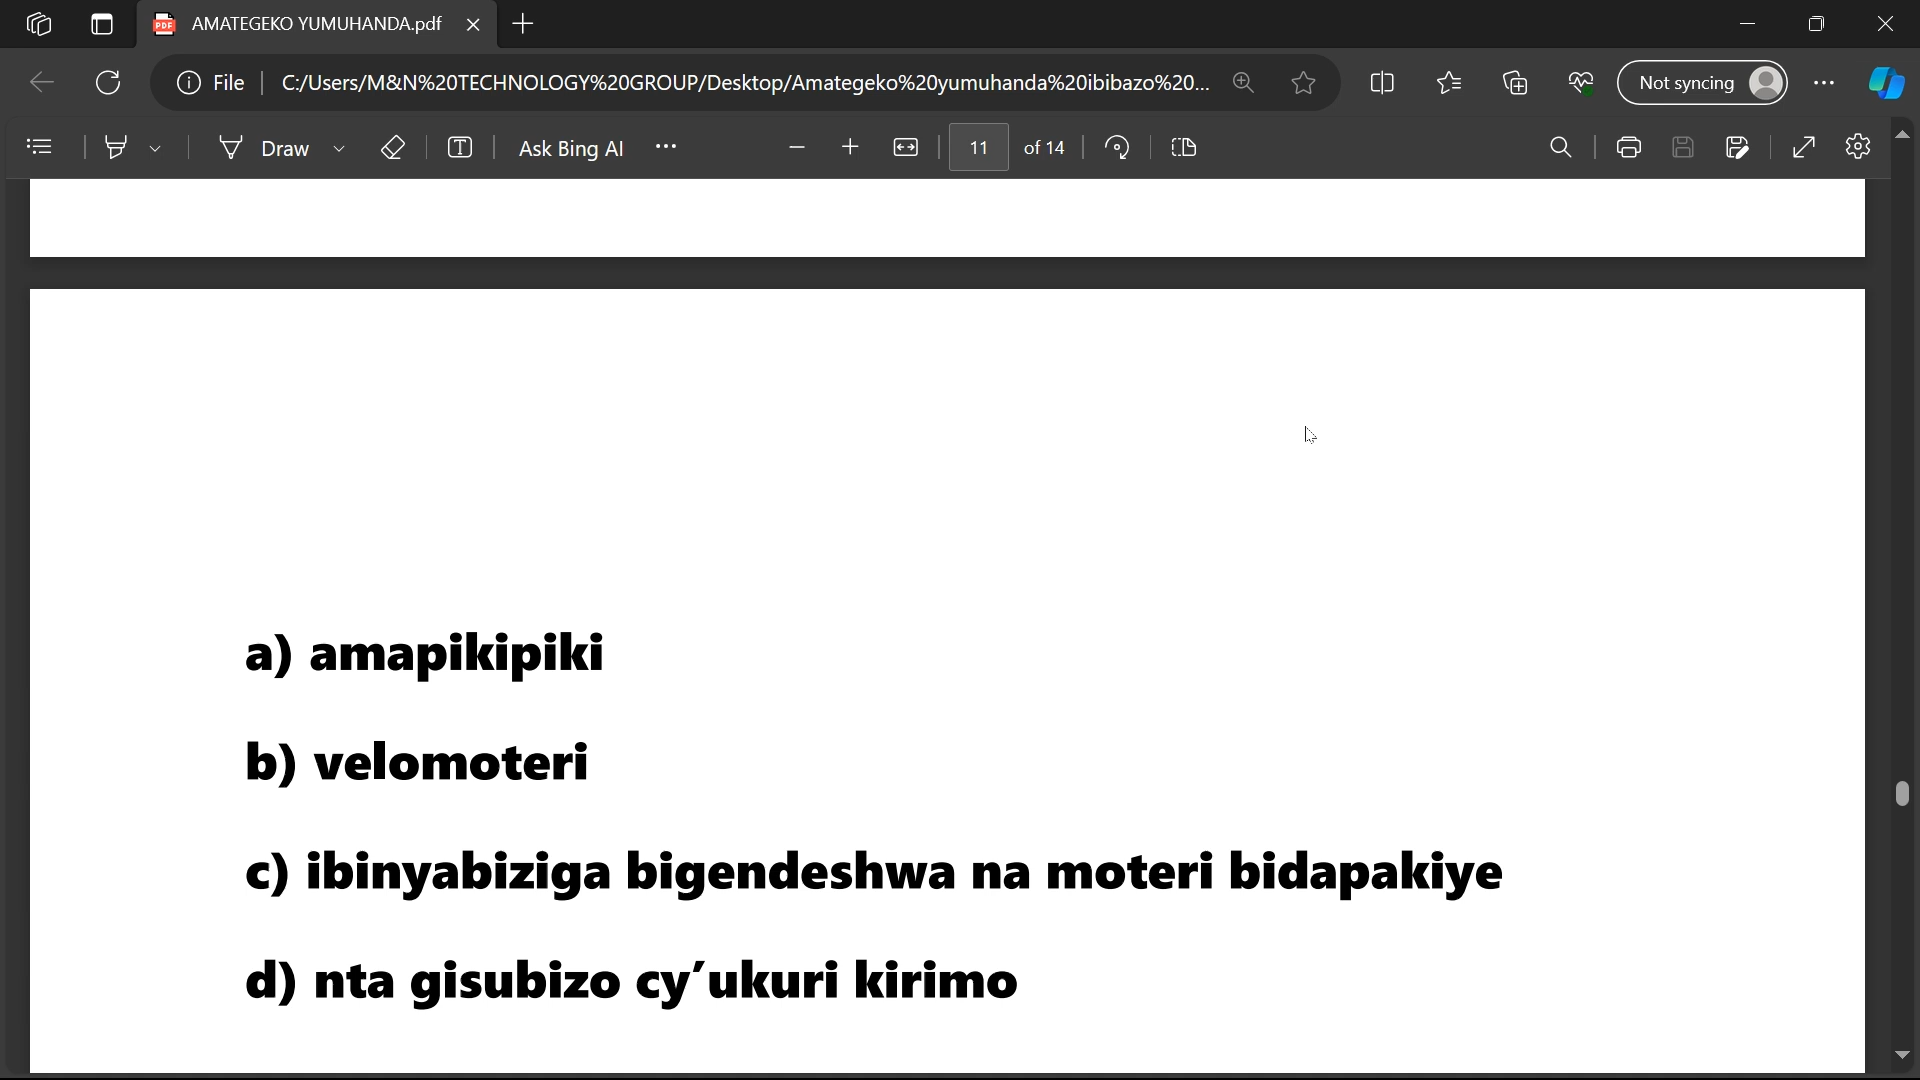 AMATEGEKO YUMUHANDA.pdf
File
C:/Users/M&N%20TECHNOLOGY%20GROUP/Desktop/Amategeko%20yumuhanda%20ibibazo%20...
Not syncing
Draw
Ask Bing AI
11 of 14
a) amapikipiki
b) velomoteri
c) ibinyabiziga bigendeshwa na moteri bidapakiye
d) nta gisubizo cy'ukuri kirimo